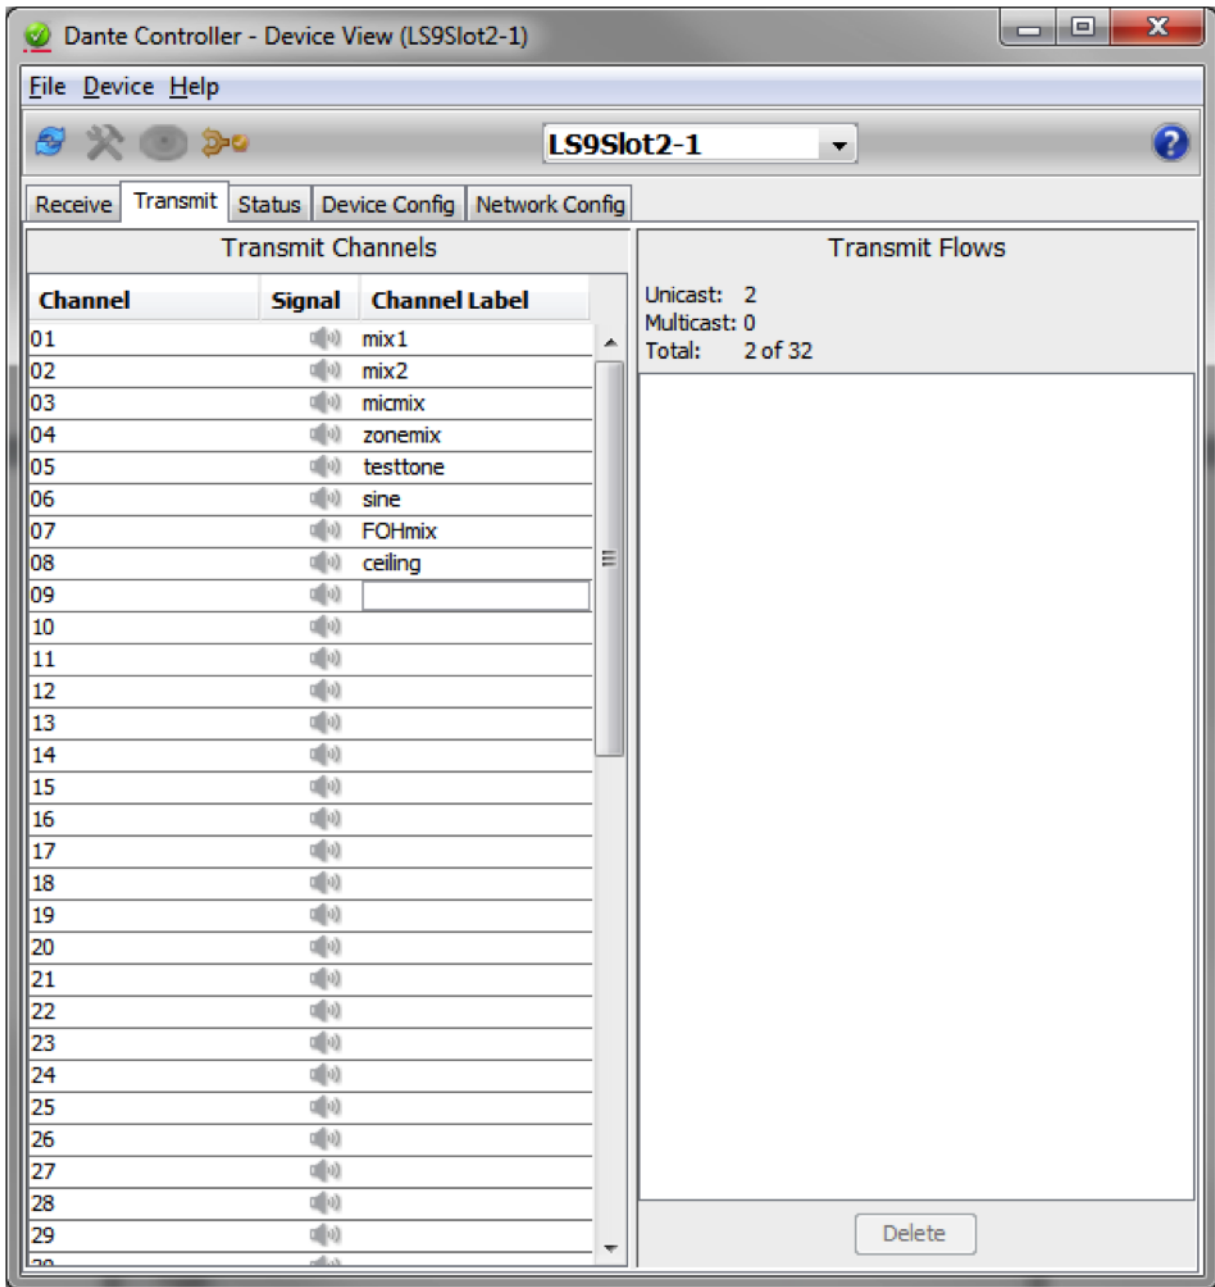 Dante Controller - Device View (LS9Slot2-1)
File Device Help
LS9Slot2-1
Receive Transmit Status Device Config Network Config
Transmit Channels
Channel Signal Channel Label
01 mix1
02 mix2
03 micmix
04 zonemix
05 testtone
06 sine
07 FOHmix
08 ceiling
09
10
11
12
13
14
15
16
17
18
19
20
21
22
23
24
25
26
27
28
29
Transmit Flows
Unicast: 2
Multicast: 0
Total: 2 of 32
Delete